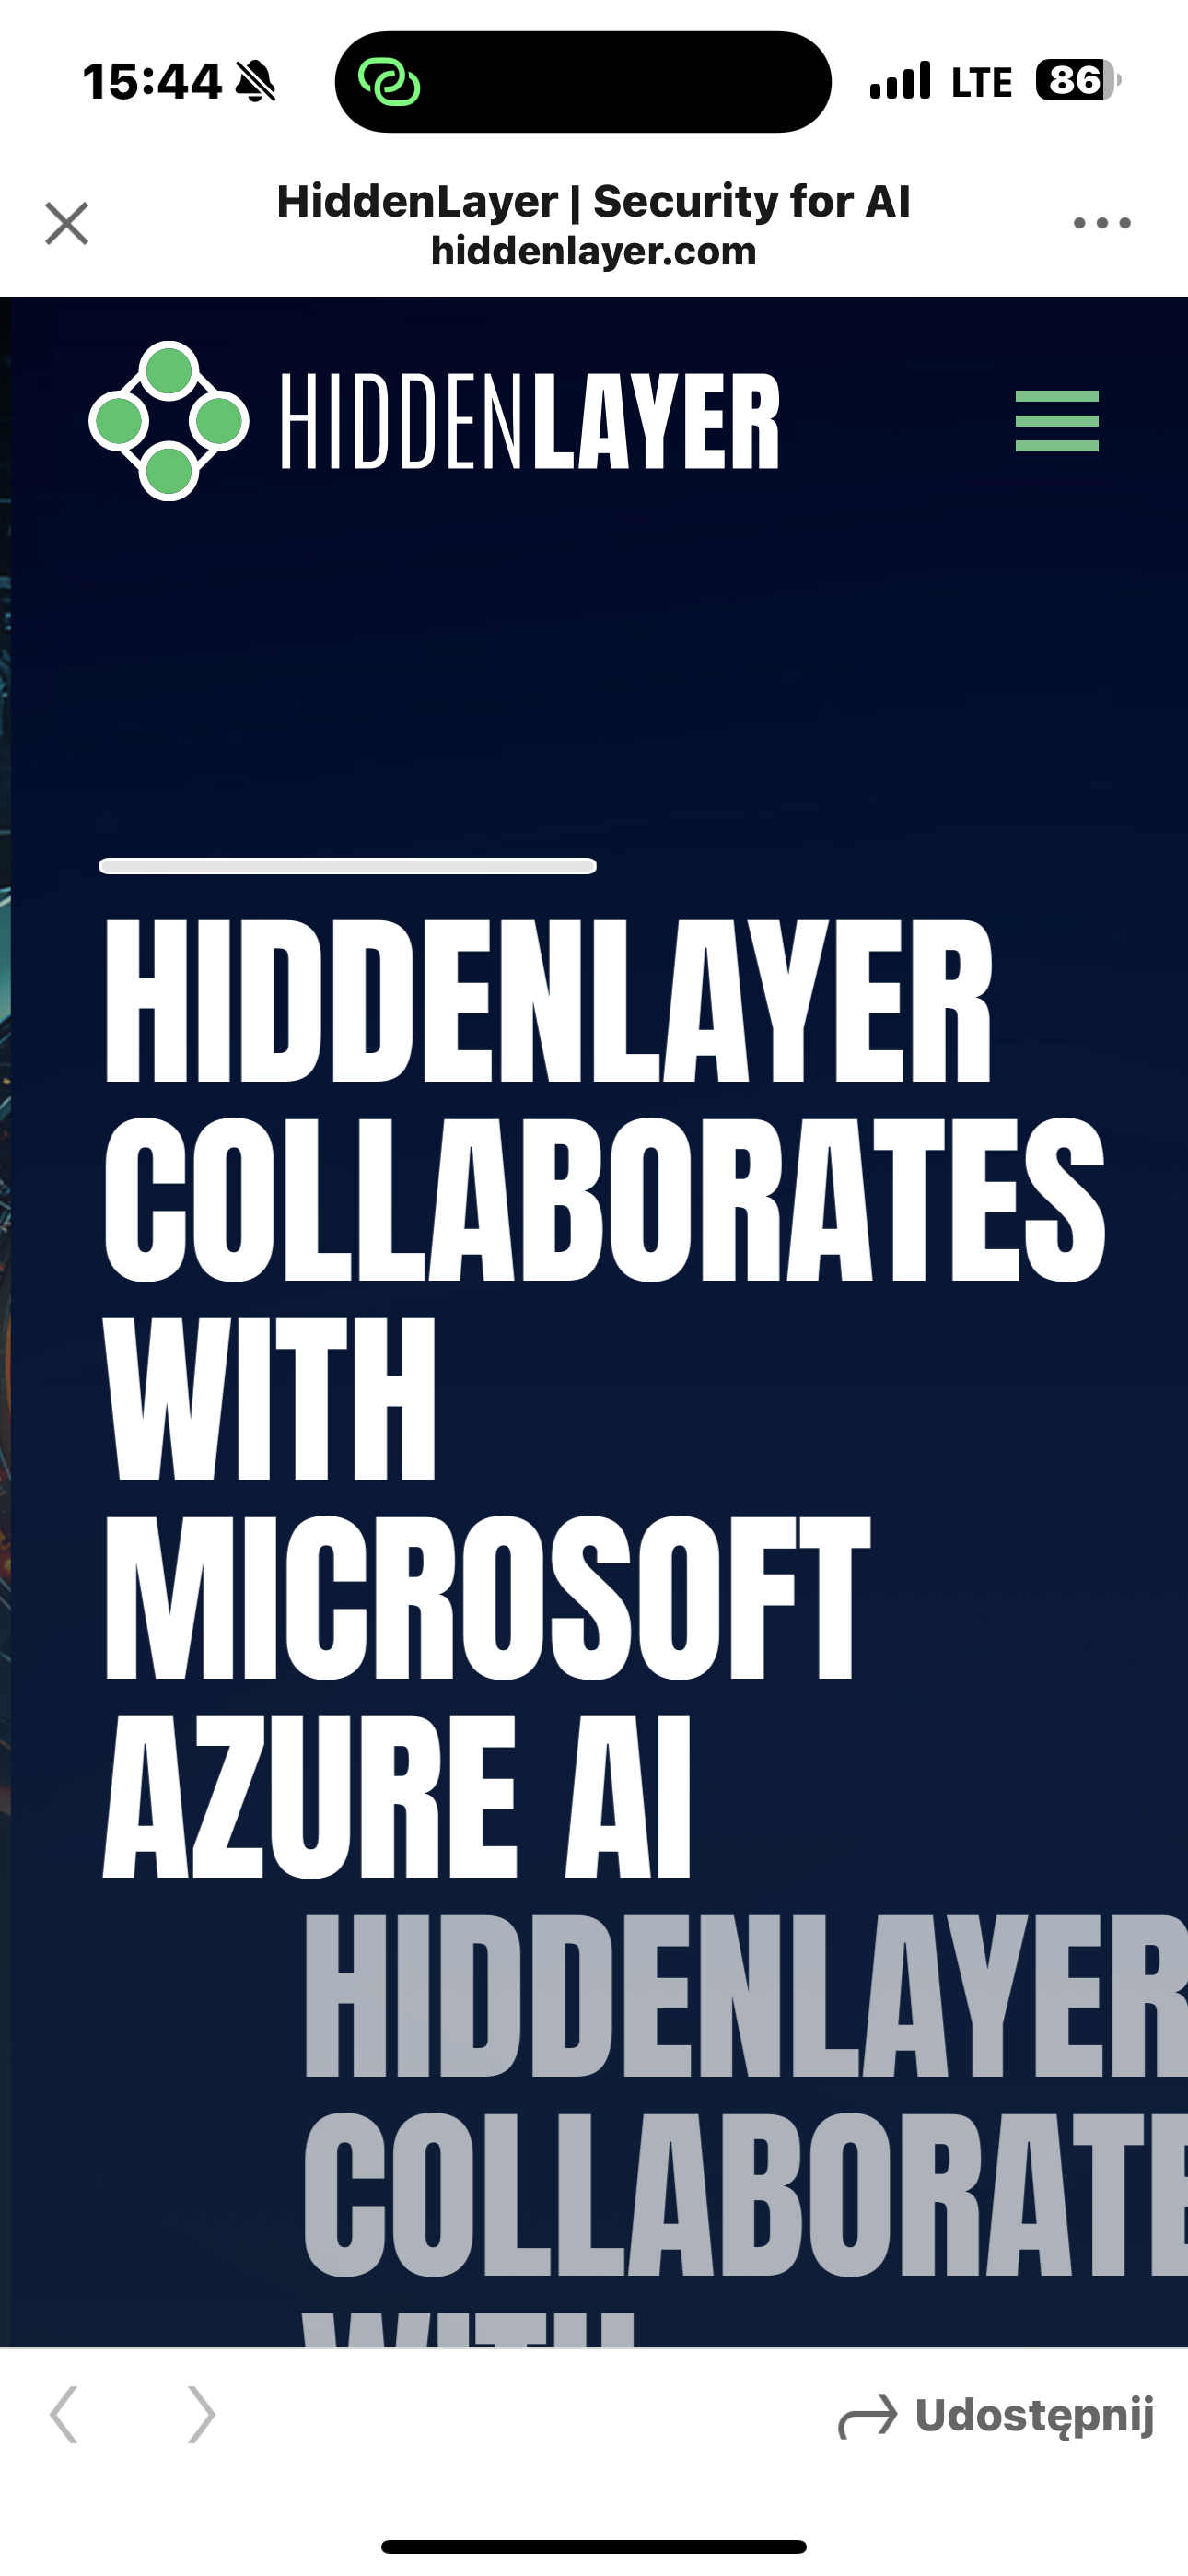 15:44 LTE 86
HiddenLayer | Security for AI
hiddenlayer.com
HIDDENLAYER
HIDDENLAYER
COLLABORATES
WITH
MICROSOFT
AZURE AI
HIDDENLAYER
COLLABORATE
WITH
Udostępnij